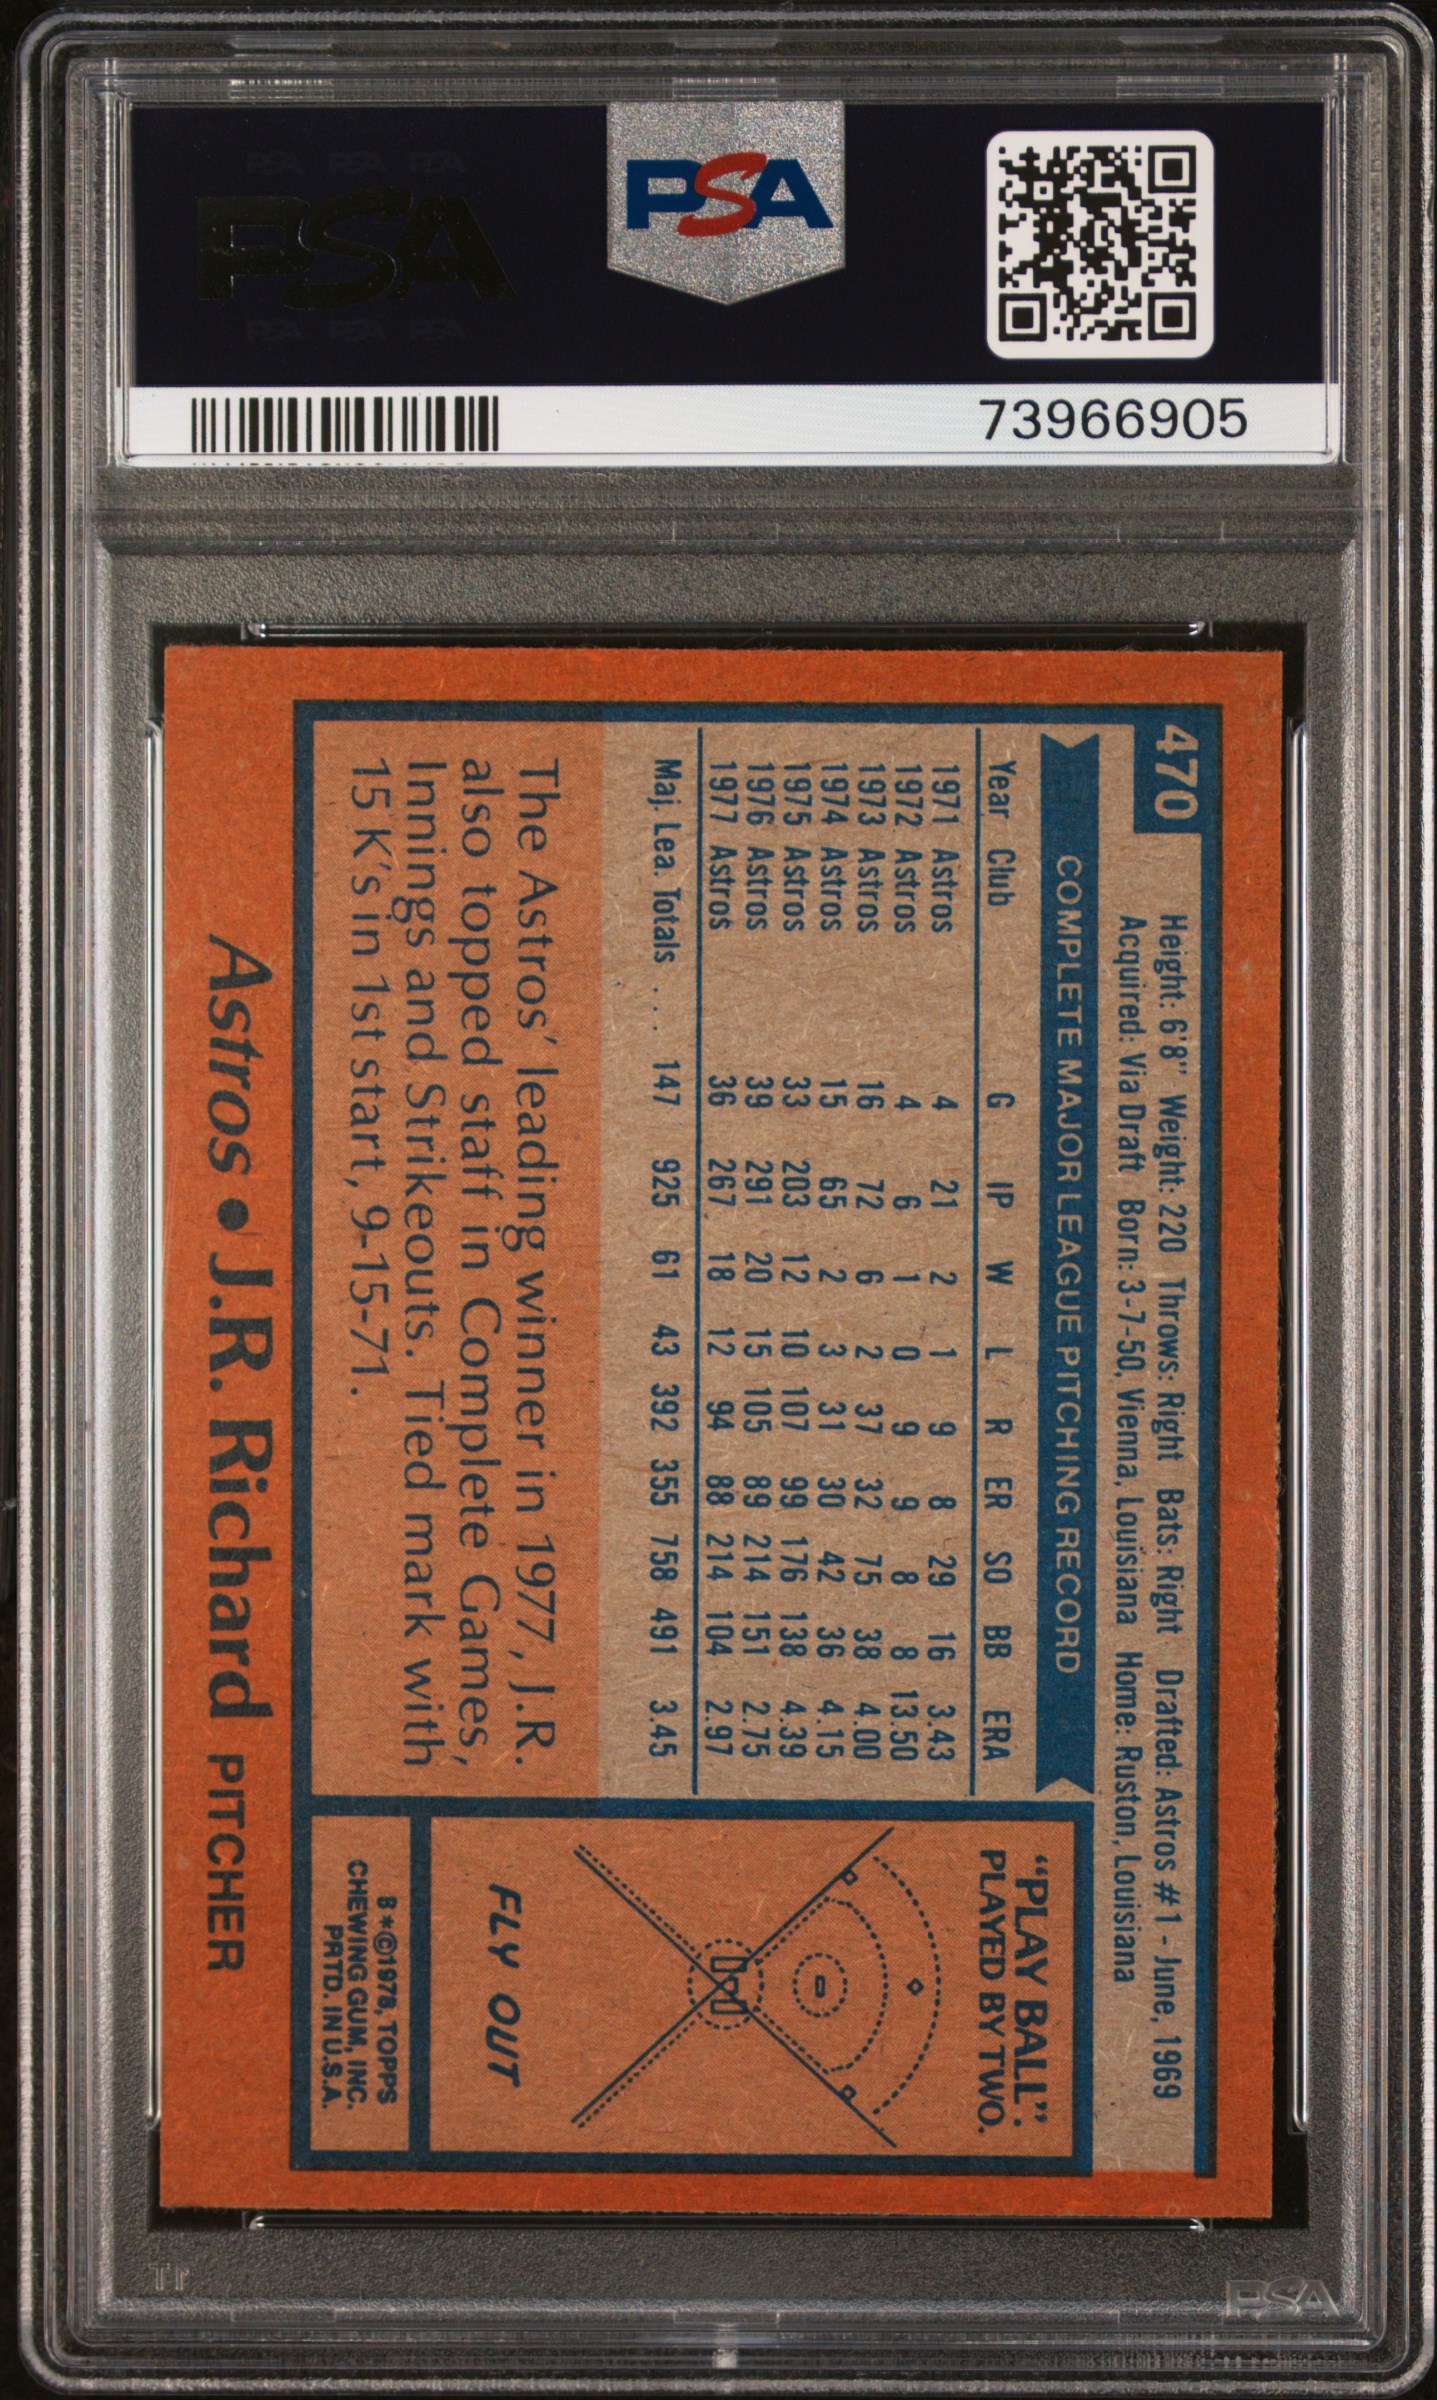 PSA PSA PSA
PSA
PSA PSA PSA
PSA
73966905
470
Height: 6'8" Weight: 220 Throws: Right Bats: Right Drafted: Astros #1 - June, 1969
Acquired: Via Draft Born: 3-7-50, Vienna, Louisiana Home: Ruston, Louisiana
COMPLETE MAJOR LEAGUE PITCHING RECORD
Year Club G IP W L R ER SO BB ERA
1971 Astros 4 21 2 1 9 8 29 16 3.43
1972 Astros 4 6 1 0 9 9 8 8 13.50
1973 Astros 16 72 6 2 37 32 75 38 4.00
1974 Astros 15 65 2 3 31 30 42 36 4.15
1975 Astros 33 203 12 10 107 99 176 138 4.39
1976 Astros 39 291 20 15 105 89 214 151 2.75
1977 Astros 36 267 18 12 94 88 214 104 2.97
Maj. Lea. Totals . . . 147 925 61 43 392 355 758 491 3.45
The Astros' leading winner in 1977, J.R.
also topped staff in Complete Games,
Innings and Strikeouts. Tied mark with
15 K's in 1st start, 9-15-71.
"PLAY BALL":
PLAYED BY TWO.
FLY OUT
B*©1978, TOPPS
CHEWING GUM, INC.
PRTD. IN U.S.A.
Astros • J.R. Richard PITCHER
PSA